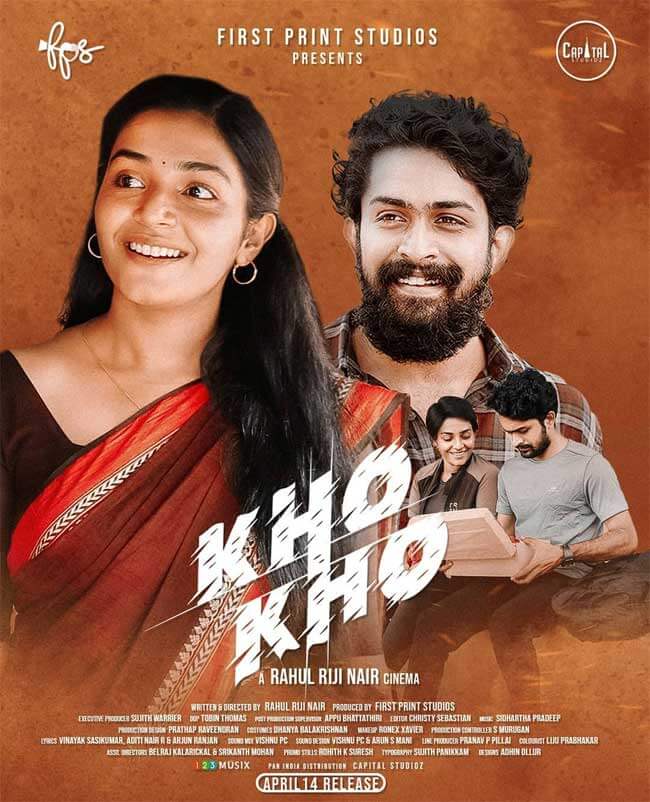 ffs
FIRST PRINT STUDIOS
PRESENTS
CAPITAL
STUDIOZ
KHO
KHO
A RAHUL RIJI NAIR CINEMA
WRITTEN & DIRECTED BY RAHUL RIJI NAIR PRODUCED BY FIRST PRINT STUDIOS
EXECUTIVE PRODUCER SUJITH WARRIER DOP TOBIN THOMAS POST PRODUCTION SUPERVISOR APPU BHATTATHIRI EDITOR CHRISTY SEBASTIAN MUSIC SIDHARTHA PRADEEP
PRODUCTION DESIGN PRATHAP RAVEENDRAN COSTUMES DHANYA BALAKRISHNAN MAKEUP RONEX XAVIER PRODUCTION CONTROLLER S MURUGAN
LYRICS VINAYAK SASIKUMAR, ADITI NAIR R & ARJUN RANJAN SOUND MIX VISHNU PC SOUND DESIGN VISHNU PC & ARUN S MANI LINE PRODUCER PRANAV P PILLAI COLOURIST LIJU PRABHAKAR
ASSC. DIRECTORS BELRAJ KALARICKAL & SRIKANTH MOHAN PROMO STILLS ROHITH K SURESH TYPOGRAPHY SUJITH PANIKKAM DESIGNS ADHIN OLLUR
123 MUSIX PAN INDIA DISTRIBUTION CAPITAL STUDIOZ
APRIL 14 RELEASE